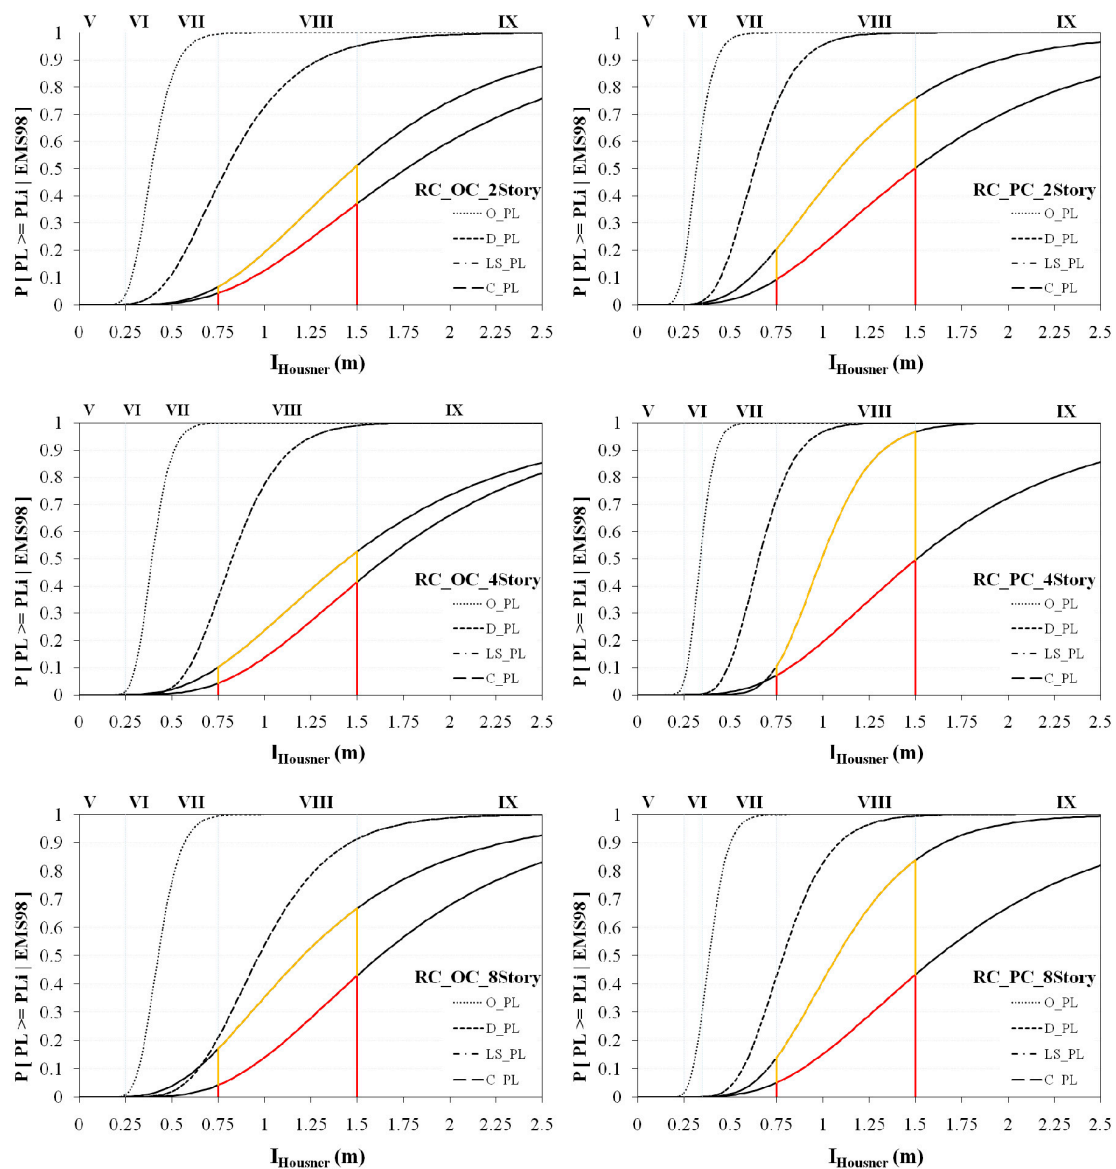 V VI VII VIII IX
1
0.9
0.8
0.7
0.6
0.5
0.4
0.3
0.2
0.1
0
P [ PL >= PLi | EMS98]
RC_OC_2Story
O_PL
D_PL
LS_PL
C_PL
0 0.25 0.5 0.75 1 1.25 1.5 1.75 2 2.25 2.5
I Housner (m)
V VI VII VIII IX
1
0.9
0.8
0.7
0.6
0.5
0.4
0.3
0.2
0.1
0
P [ PL >= PLi | EMS98]
RC_PC_2Story
O_PL
D_PL
LS_PL
C_PL
0 0.25 0.5 0.75 1 1.25 1.5 1.75 2 2.25 2.5
I Housner (m)
V VI VII VIII IX
1
0.9
0.8
0.7
0.6
0.5
0.4
0.3
0.2
0.1
0
P [ PL >= PLi | EMS98]
RC_OC_4Story
O_PL
D_PL
LS_PL
C_PL
0 0.25 0.5 0.75 1 1.25 1.5 1.75 2 2.25 2.5
I Housner (m)
V VI VII VIII IX
1
0.9
0.8
0.7
0.6
0.5
0.4
0.3
0.2
0.1
0
P [ PL >= PLi | EMS98]
RC_PC_4Story
O_PL
D_PL
LS_PL
C_PL
0 0.25 0.5 0.75 1 1.25 1.5 1.75 2 2.25 2.5
I Housner (m)
V VI VII VIII IX
1
0.9
0.8
0.7
0.6
0.5
0.4
0.3
0.2
0.1
0
P [ PL >= PLi | EMS98]
RC_OC_8Story
O_PL
D_PL
LS_PL
C_PL
0 0.25 0.5 0.75 1 1.25 1.5 1.75 2 2.25 2.5
I Housner (m)
V VI VII VIII IX
1
0.9
0.8
0.7
0.6
0.5
0.4
0.3
0.2
0.1
0
P [ PL >= PLi | EMS98]
RC_PC_8Story
O_PL
D_PL
LS_PL
C_PL
0 0.25 0.5 0.75 1 1.25 1.5 1.75 2 2.25 2.5
I Housner (m)